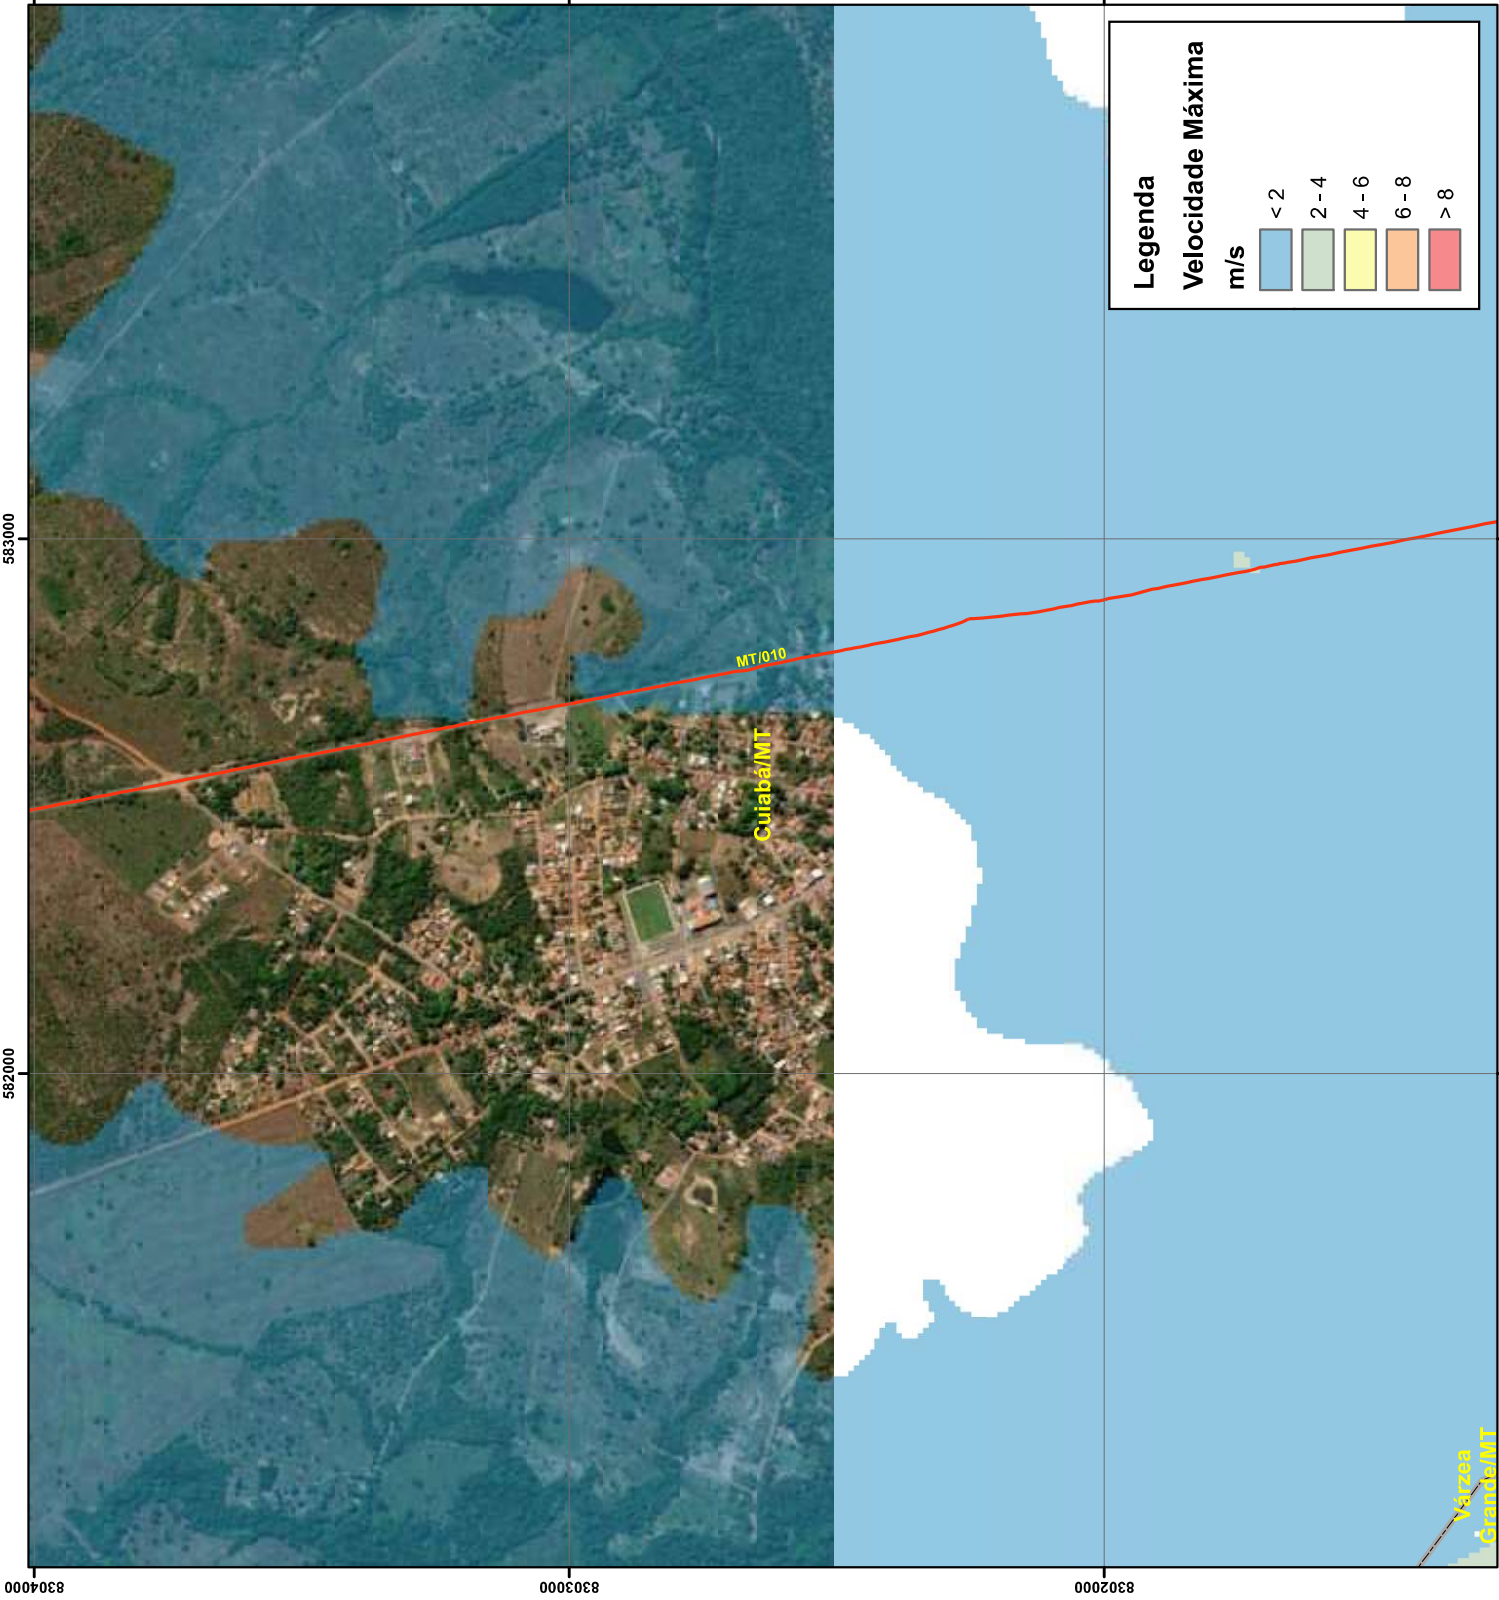 583000
582000
8304000
8303000
8302000
MT/010
Cuiabá/MT
Várzea
Grande/MT
Legenda
Velocidade Máxima
m/s
< 2
2 - 4
4 - 6
6 - 8
> 8